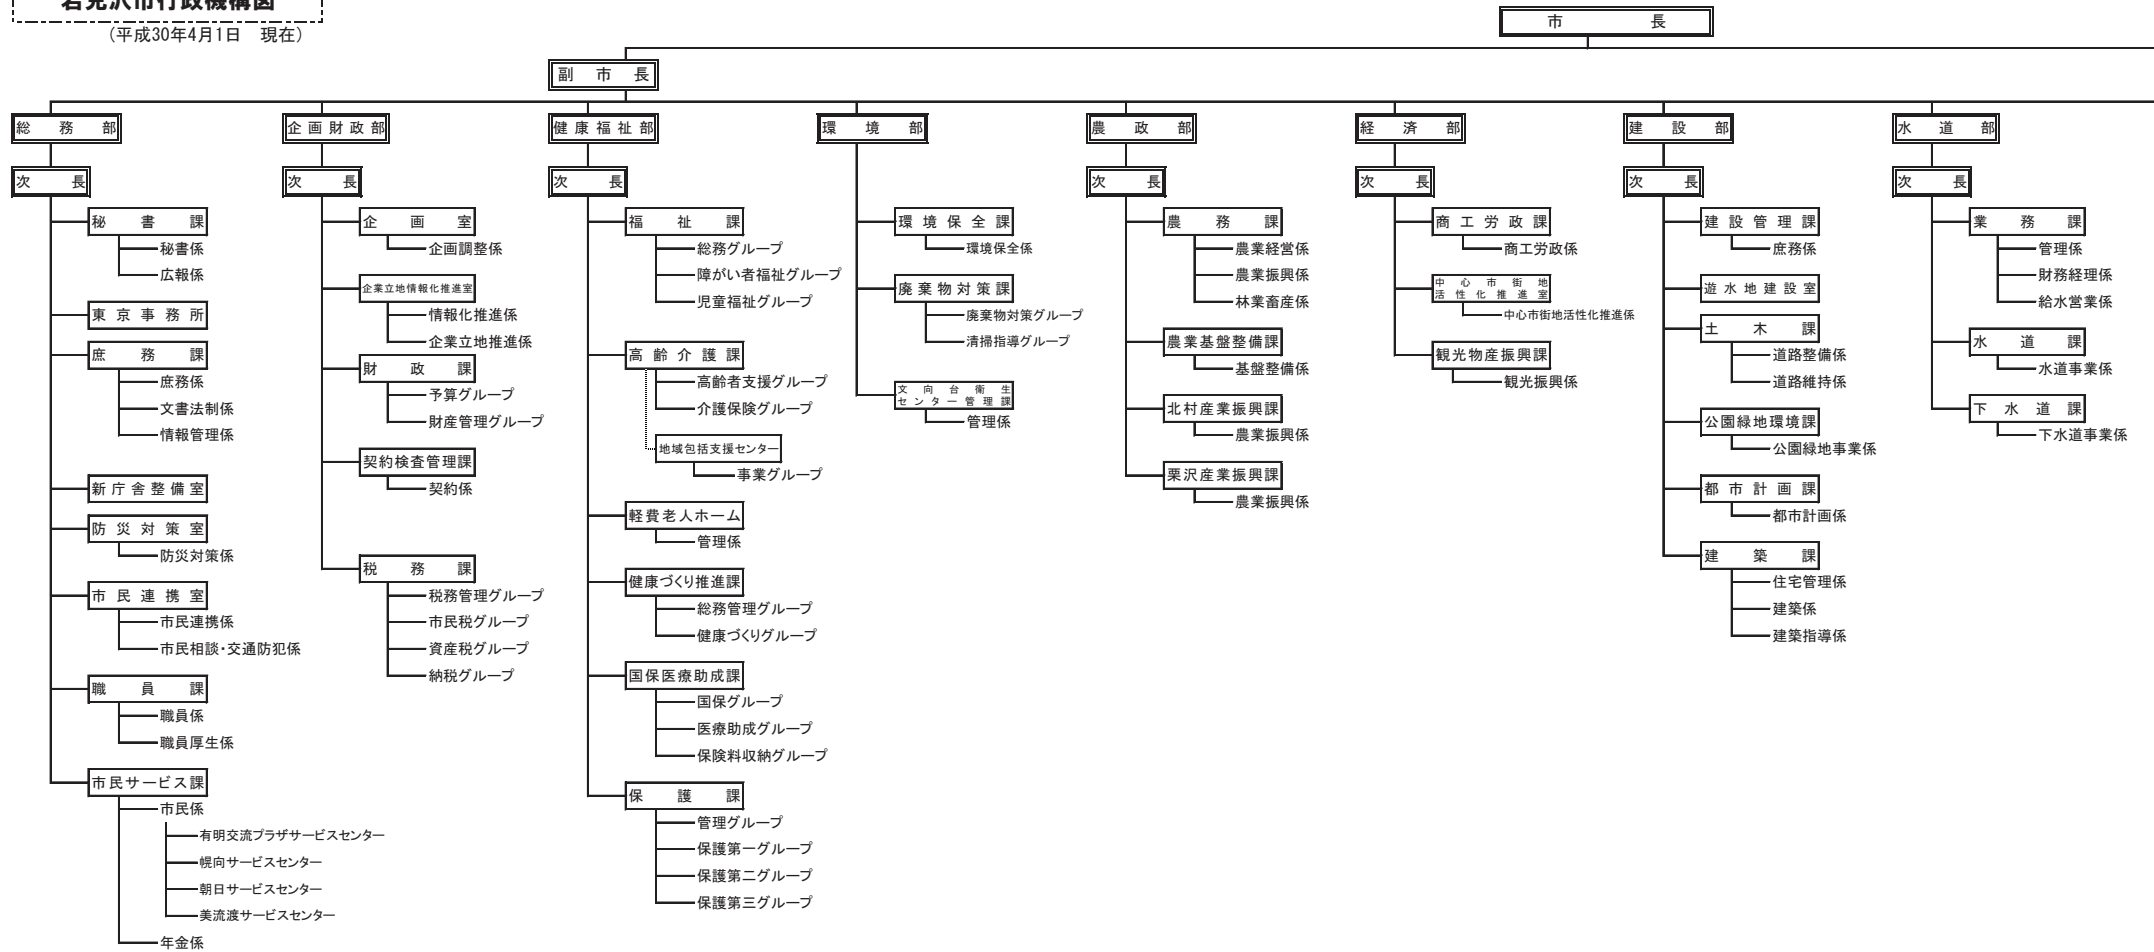 岩見沢市行政機構図
(平成30年4月1日 現在)
市長
副市長
総務部
次長
秘書課
秘書係
広報係
東京事務所
庶務課
庶務係
文書法制係
情報管理係
新庁舎整備室
防災対策室
防災対策係
市民連携室
市民連携係
市民相談・交通防犯係
職員課
職員係
職員厚生係
市民サービス課
市民係
有明交流プラザサービスセンター
幌向サービスセンター
朝日サービスセンター
美流渡サービスセンター
年金係
企画財政部
次長
企画室
企画調整係
企業立地情報化推進室
情報化推進係
企業立地推進係
財政課
予算グループ
財産管理グループ
契約検査管理課
契約係
税務課
税務管理グループ
市民税グループ
資産税グループ
納税グループ
健康福祉部
次長
福祉課
総務グループ
障がい者福祉グループ
児童福祉グループ
高齢介護課
高齢者支援グループ
介護保険グループ
地域包括支援センター
事業グループ
軽費老人ホーム
管理係
健康づくり推進課
総務管理グループ
健康づくりグループ
国保医療助成課
国保グループ
医療助成グループ
保険料収納グループ
保護課
管理グループ
保護第一グループ
保護第二グループ
保護第三グループ
環境部
環境保全課
環境保全係
廃棄物対策課
廃棄物対策グループ
清掃指導グループ
文向台衛生
センター管理課
管理係
農政部
次長
農務課
農業経営係
農業振興係
林業畜産係
農業基盤整備課
基盤整備係
北村産業振興課
農業振興係
栗沢産業振興課
農業振興係
経済部
次長
商工労政課
商工労政係
中心市街地
活性化推進室
中心市街地活性化推進係
観光物産振興課
観光振興係
建設部
次長
建設管理課
庶務係
遊水地建設室
土木課
道路整備係
道路維持係
公園緑地環境課
公園緑地事業係
都市計画課
都市計画係
建築課
住宅管理係
建築係
建築指導係
水道部
次長
業務課
管理係
財務経理係
給水営業係
水道課
水道事業係
下水道課
下水道事業係